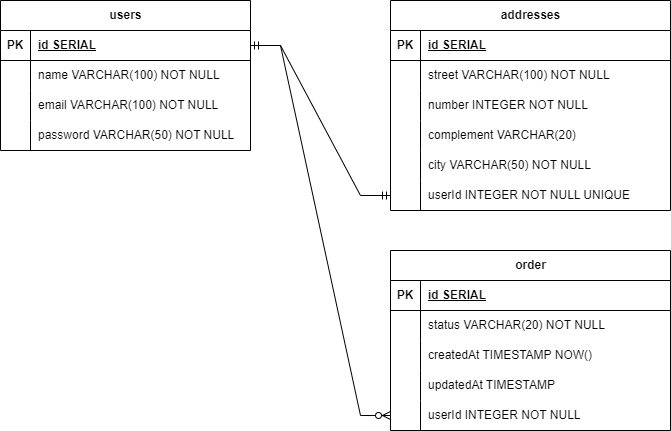 users
PK id SERIAL
name VARCHAR(100) NOT NULL
email VARCHAR(100) NOT NULL
password VARCHAR(50) NOT NULL
addresses
PK id SERIAL
street VARCHAR(100) NOT NULL
number INTEGER NOT NULL
complement VARCHAR(20)
city VARCHAR(50) NOT NULL
userId INTEGER NOT NULL UNIQUE
order
PK id SERIAL
status VARCHAR(20) NOT NULL
createdAt TIMESTAMP NOW()
updatedAt TIMESTAMP
userId INTEGER NOT NULL